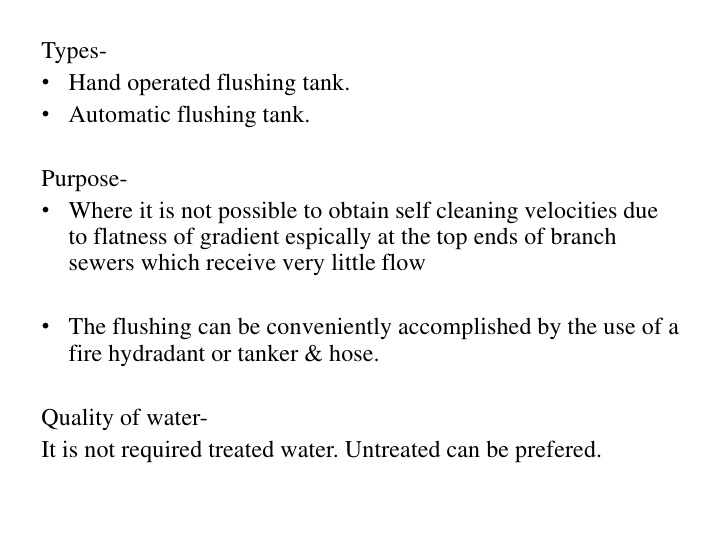 Types-
• Hand operated flushing tank.
• Automatic flushing tank.
Purpose-
• Where it is not possible to obtain self cleaning velocities due
to flatness of gradient espically at the top ends of branch
sewers which receive very little flow
• The flushing can be conveniently accomplished by the use of a
fire hydradant or tanker & hose.
Quality of water-
It is not required treated water. Untreated can be prefered.